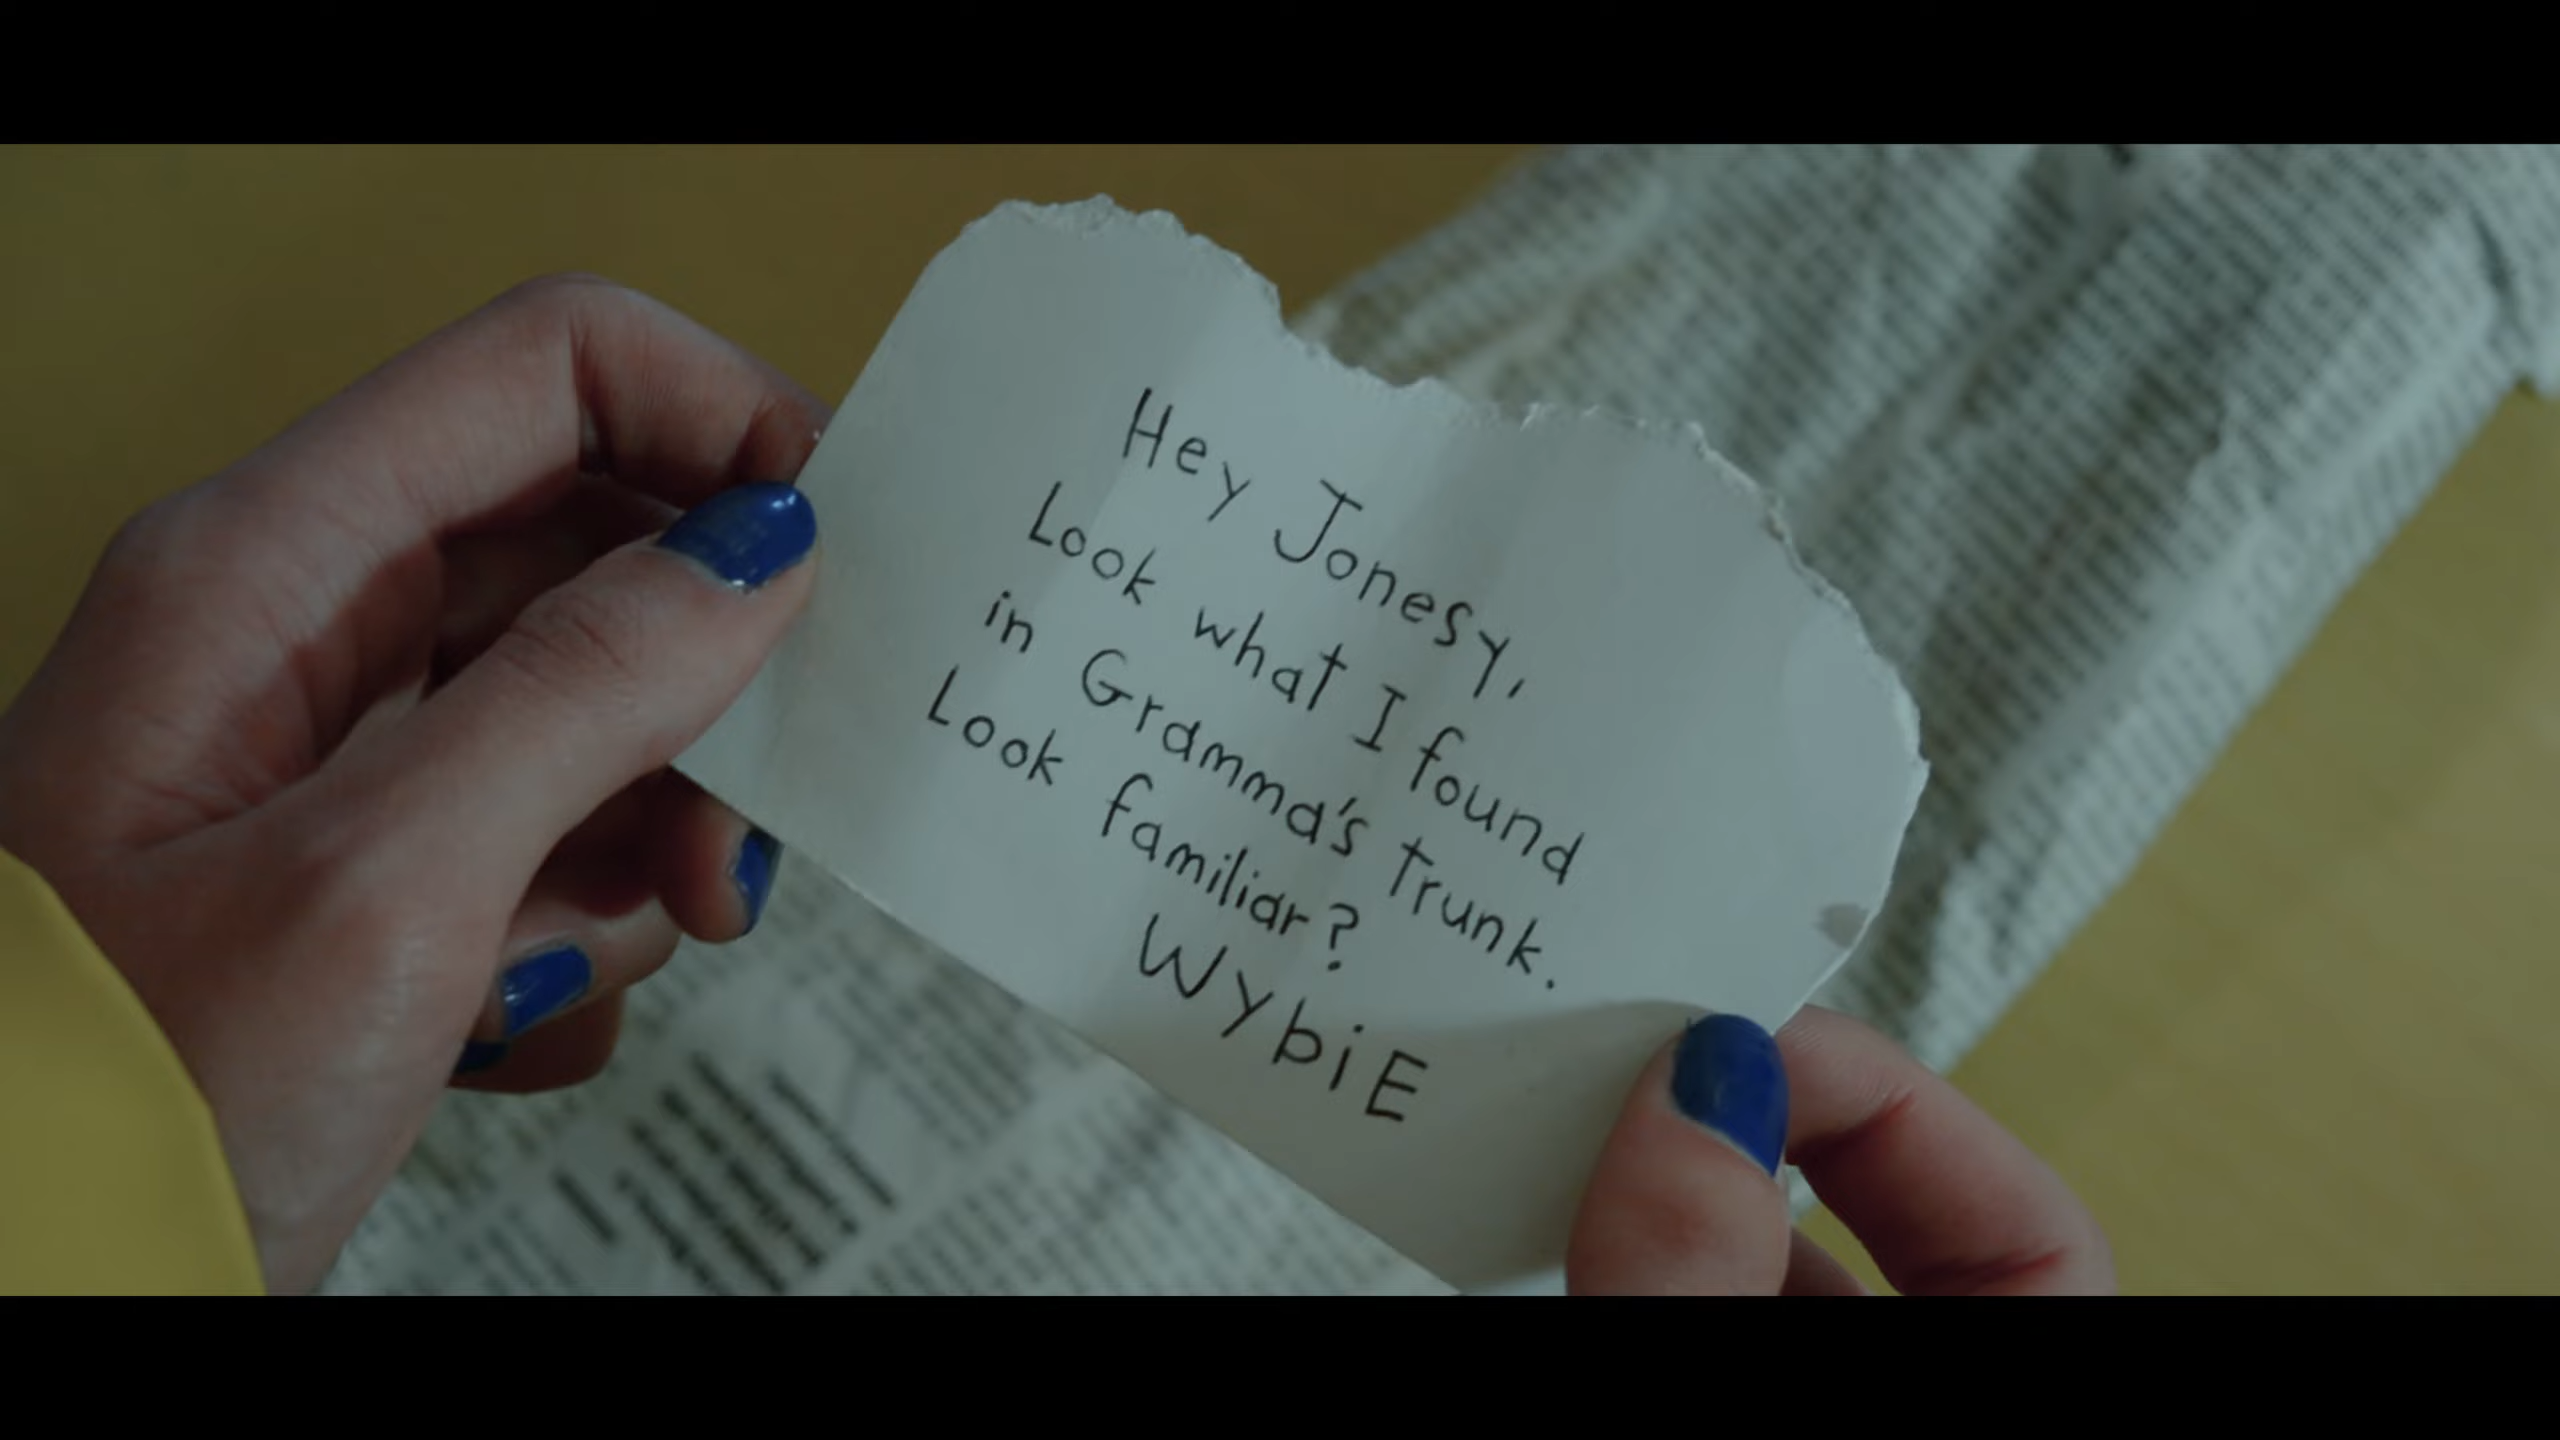 Hey Jonesy,
Look what I found
in Gramma's trunk.
Look familiar?
WybiE